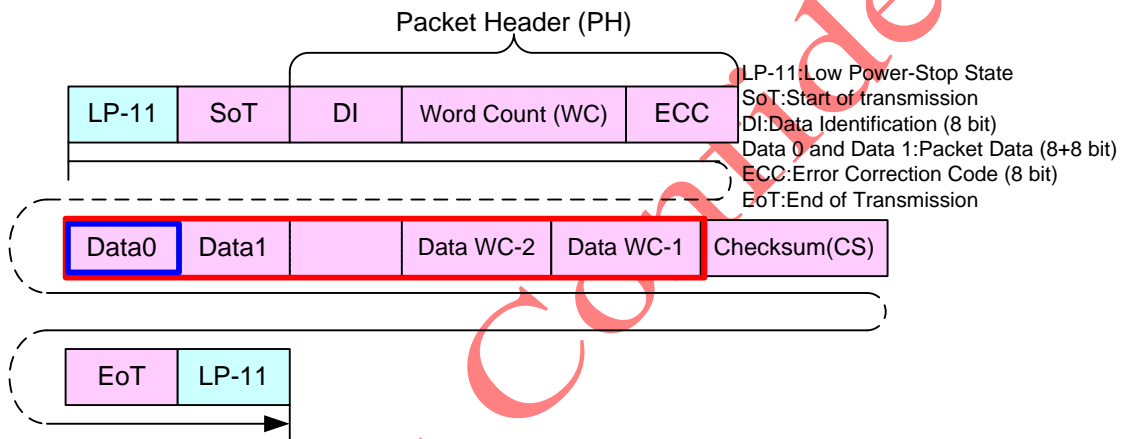 Packet Header (PH)
LP-11:Low Power-Stop State
SoT:Start of transmission
DI:Data Identification (8 bit)
Data 0 and Data 1:Packet Data (8+8 bit)
ECC:Error Correction Code (8 bit)
EoT:End of Transmission
LP-11 SoT DI Word Count (WC) ECC
Data0 Data1 Data WC-2 Data WC-1 Checksum(CS)
EoT LP-11